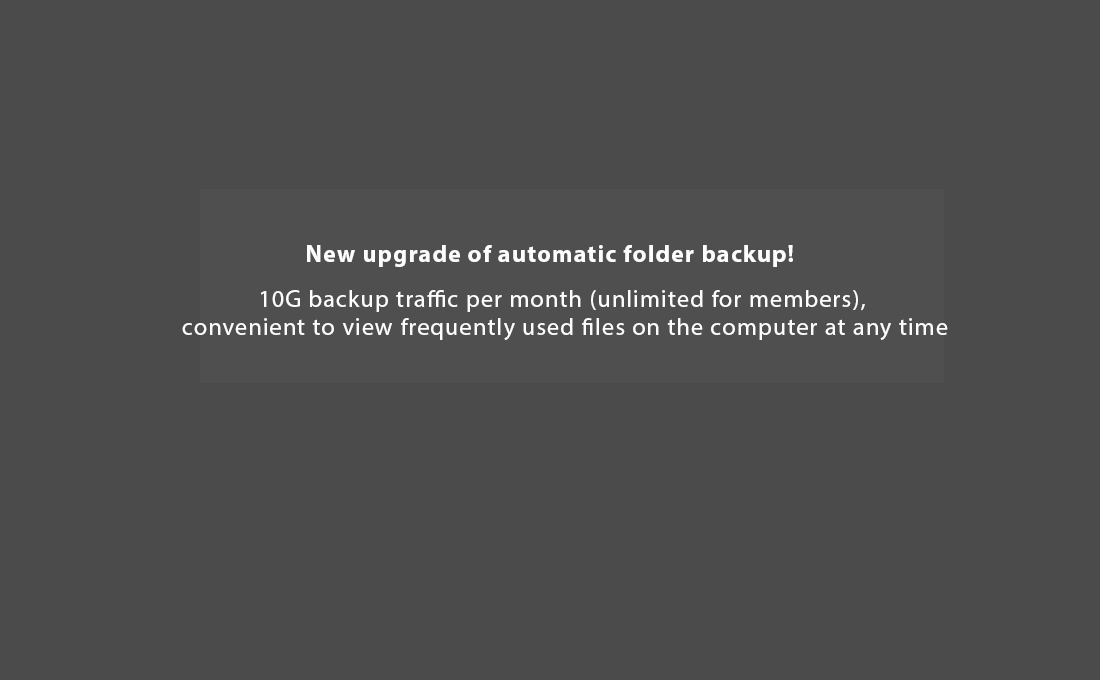 New upgrade of automatic folder backup!
10G backup traffic per month (unlimited for members),
convenient to view frequently used files on the computer at any time